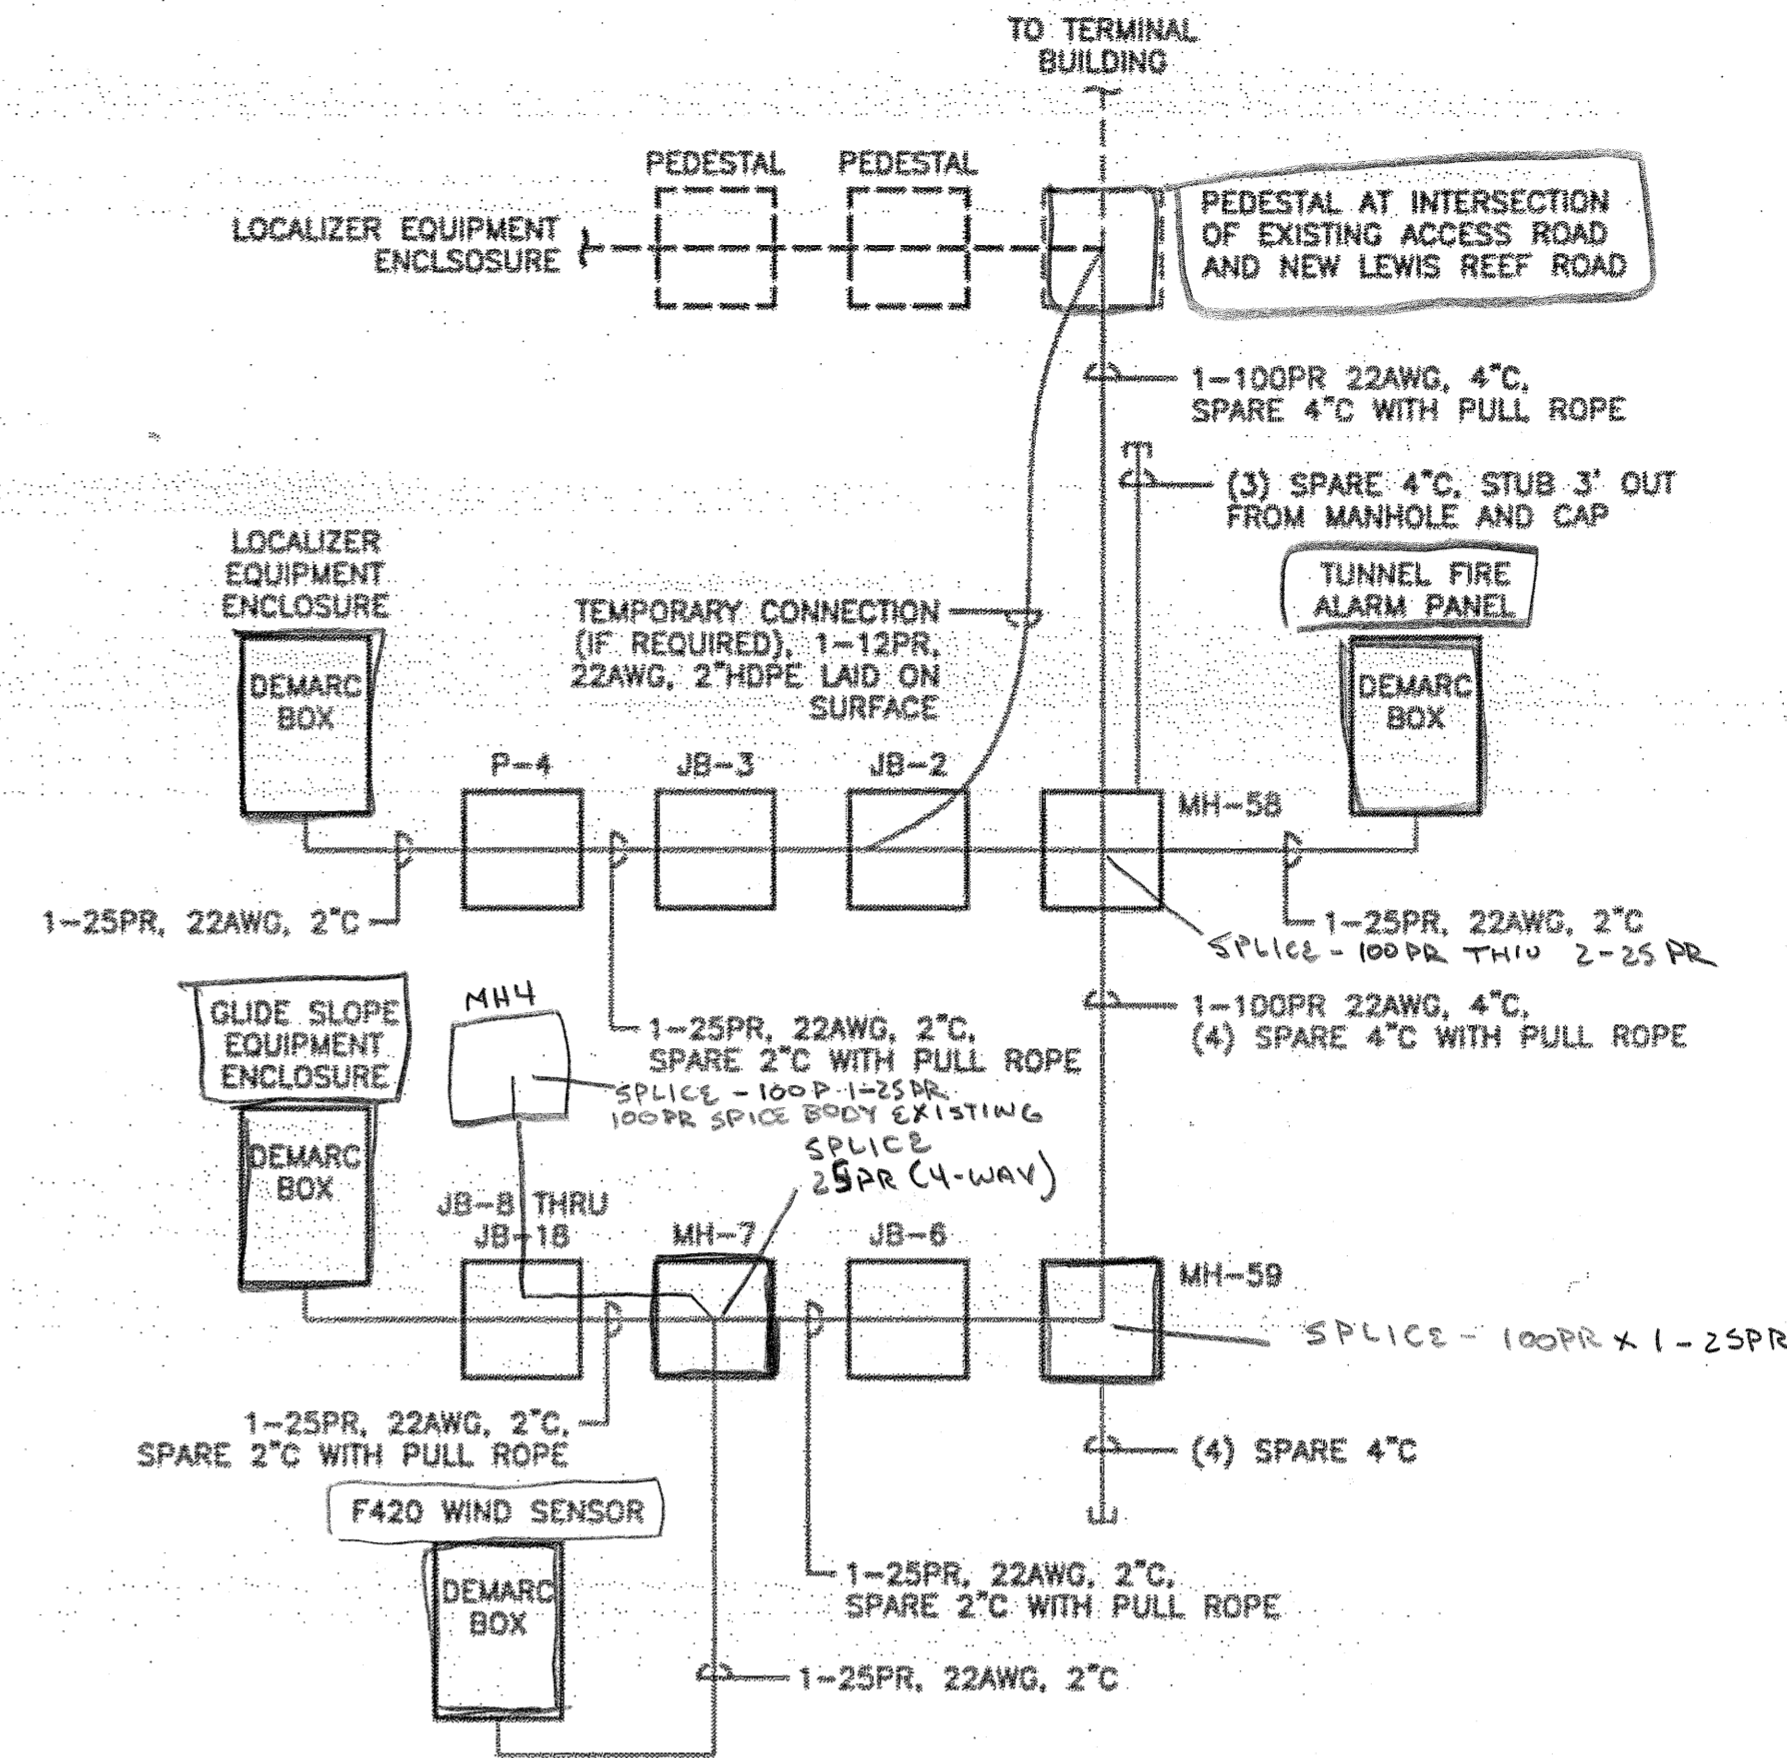 TO TERMINAL
BUILDING
PEDESTAL
PEDESTAL
LOCALIZER EQUIPMENT
ENCLSOSURE
PEDESTAL AT INTERSECTION
OF EXISTING ACCESS ROAD
AND NEW LEWIS REEF ROAD
1-100PR 22AWG, 4"C,
SPARE 4"C WITH PULL ROPE
(3) SPARE 4"C, STUB 3' OUT
FROM MANHOLE AND CAP
LOCALIZER
EQUIPMENT
ENCLOSURE
DEMARC
BOX
TEMPORARY CONNECTION
(IF REQUIRED), 1-12PR,
22AWG, 2"HDPE LAID ON
SURFACE
TUNNEL FIRE
ALARM PANEL
DEMARC
BOX
P-4
JB-3
JB-2
MH-58
1-25PR, 22AWG, 2"C
1-25PR, 22AWG, 2"C
SPLICE - 100PR THRU 2-25 PR
GLIDE SLOPE
EQUIPMENT
ENCLOSURE
DEMARC
BOX
MH4
1-25PR, 22AWG, 2"C,
SPARE 2"C WITH PULL ROPE
SPLICE - 100P-1-25PR
100PR SPICE BODY EXISTING
SPLICE
25PR (4-WAY)
1-100PR 22AWG, 4"C,
(4) SPARE 4"C WITH PULL ROPE
JB-8 THRU
JB-18
MH-7
JB-6
MH-59
SPLICE - 100PR x 1-25PR
1-25PR, 22AWG, 2"C,
SPARE 2"C WITH PULL ROPE
(4) SPARE 4"C
F420 WIND SENSOR
DEMARC
BOX
1-25PR, 22AWG, 2"C,
SPARE 2"C WITH PULL ROPE
1-25PR, 22AWG, 2"C